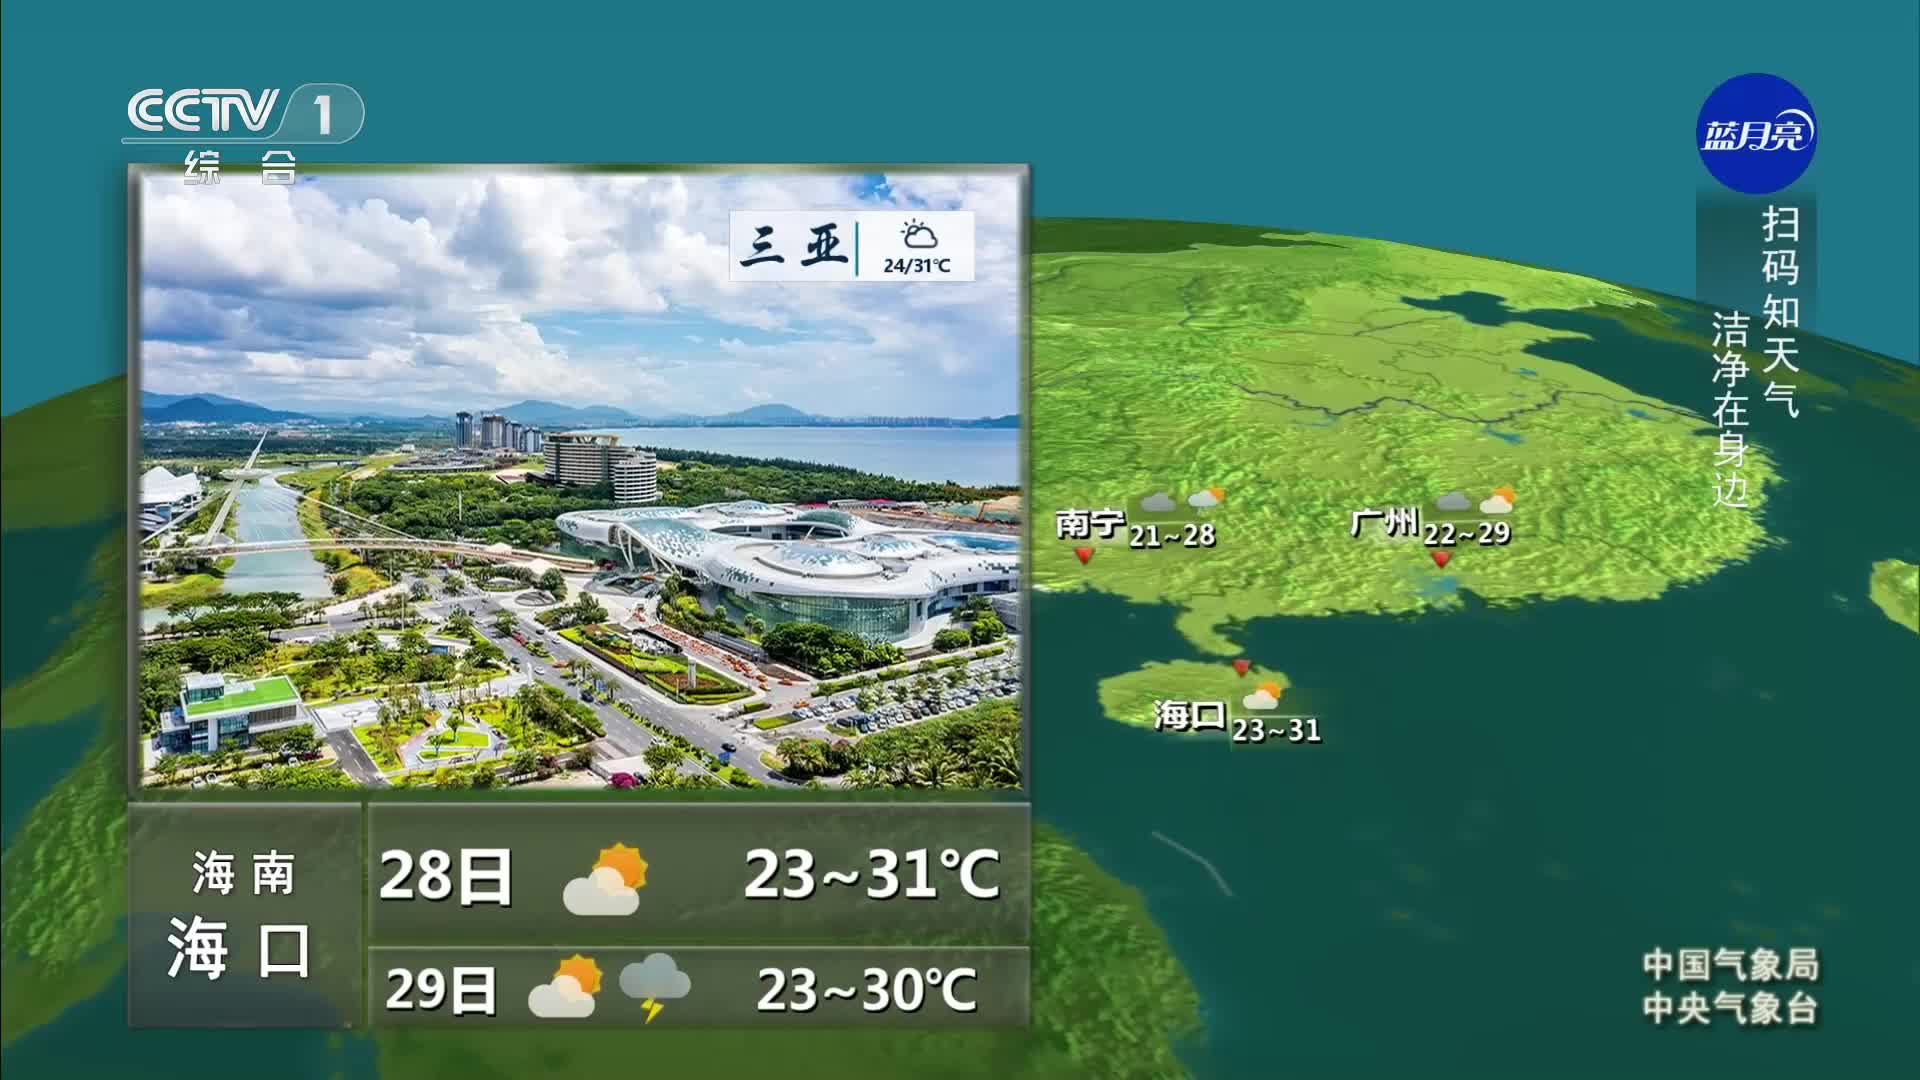 CCTV 1
综 合
蓝月亮
扫码知天气
洁净在身边
三 亚
24/31℃
南宁 21~28
广州 22~29
海口 23~31
海南
海口
28日 23~31℃
29日 23~30℃
中国气象局
中央气象台